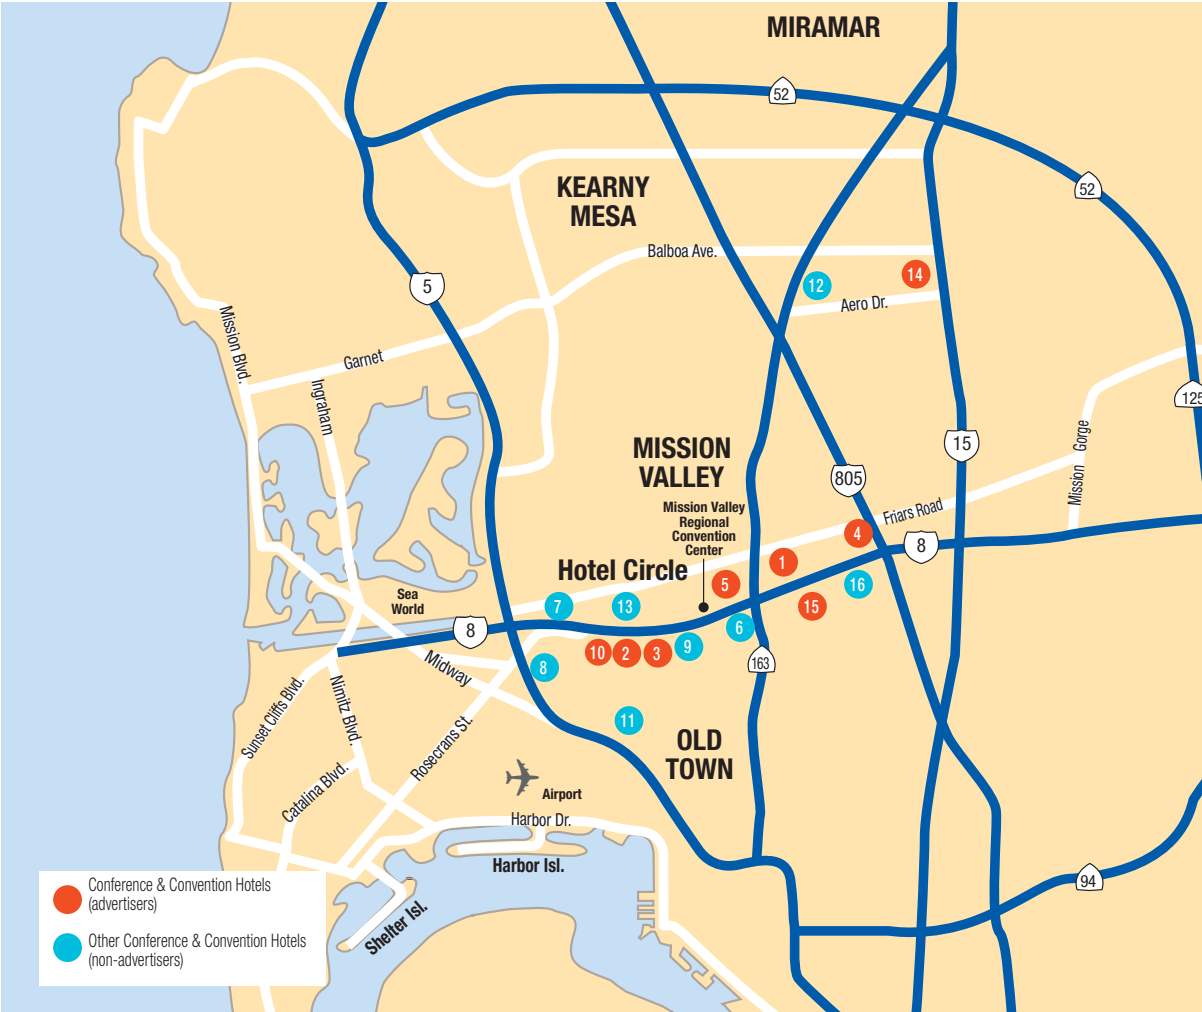 MIRAMAR
52
KEARNY
MESA
52
Balboa Ave.
14
12
5
Aero Dr.
Mission Blvd.
Garnet
Ingraham
125
MISSION
VALLEY
15
Mission Gorge
805
Mission Valley
Regional
Convention
Center
Friars Road
4
8
1
Hotel Circle
5
16
Sea
World
7
13
15
8
6
10
2
3
9
163
8
Midway
Sunset Cliffs Blvd.
Nimitz Blvd.
Rosecrans St.
11
OLD
TOWN
Catalina Blvd.
Airport
Harbor Dr.
Harbor Isl.
94
Conference & Convention Hotels
(advertisers)
Shelter Isl.
Other Conference & Convention Hotels
(non-advertisers)